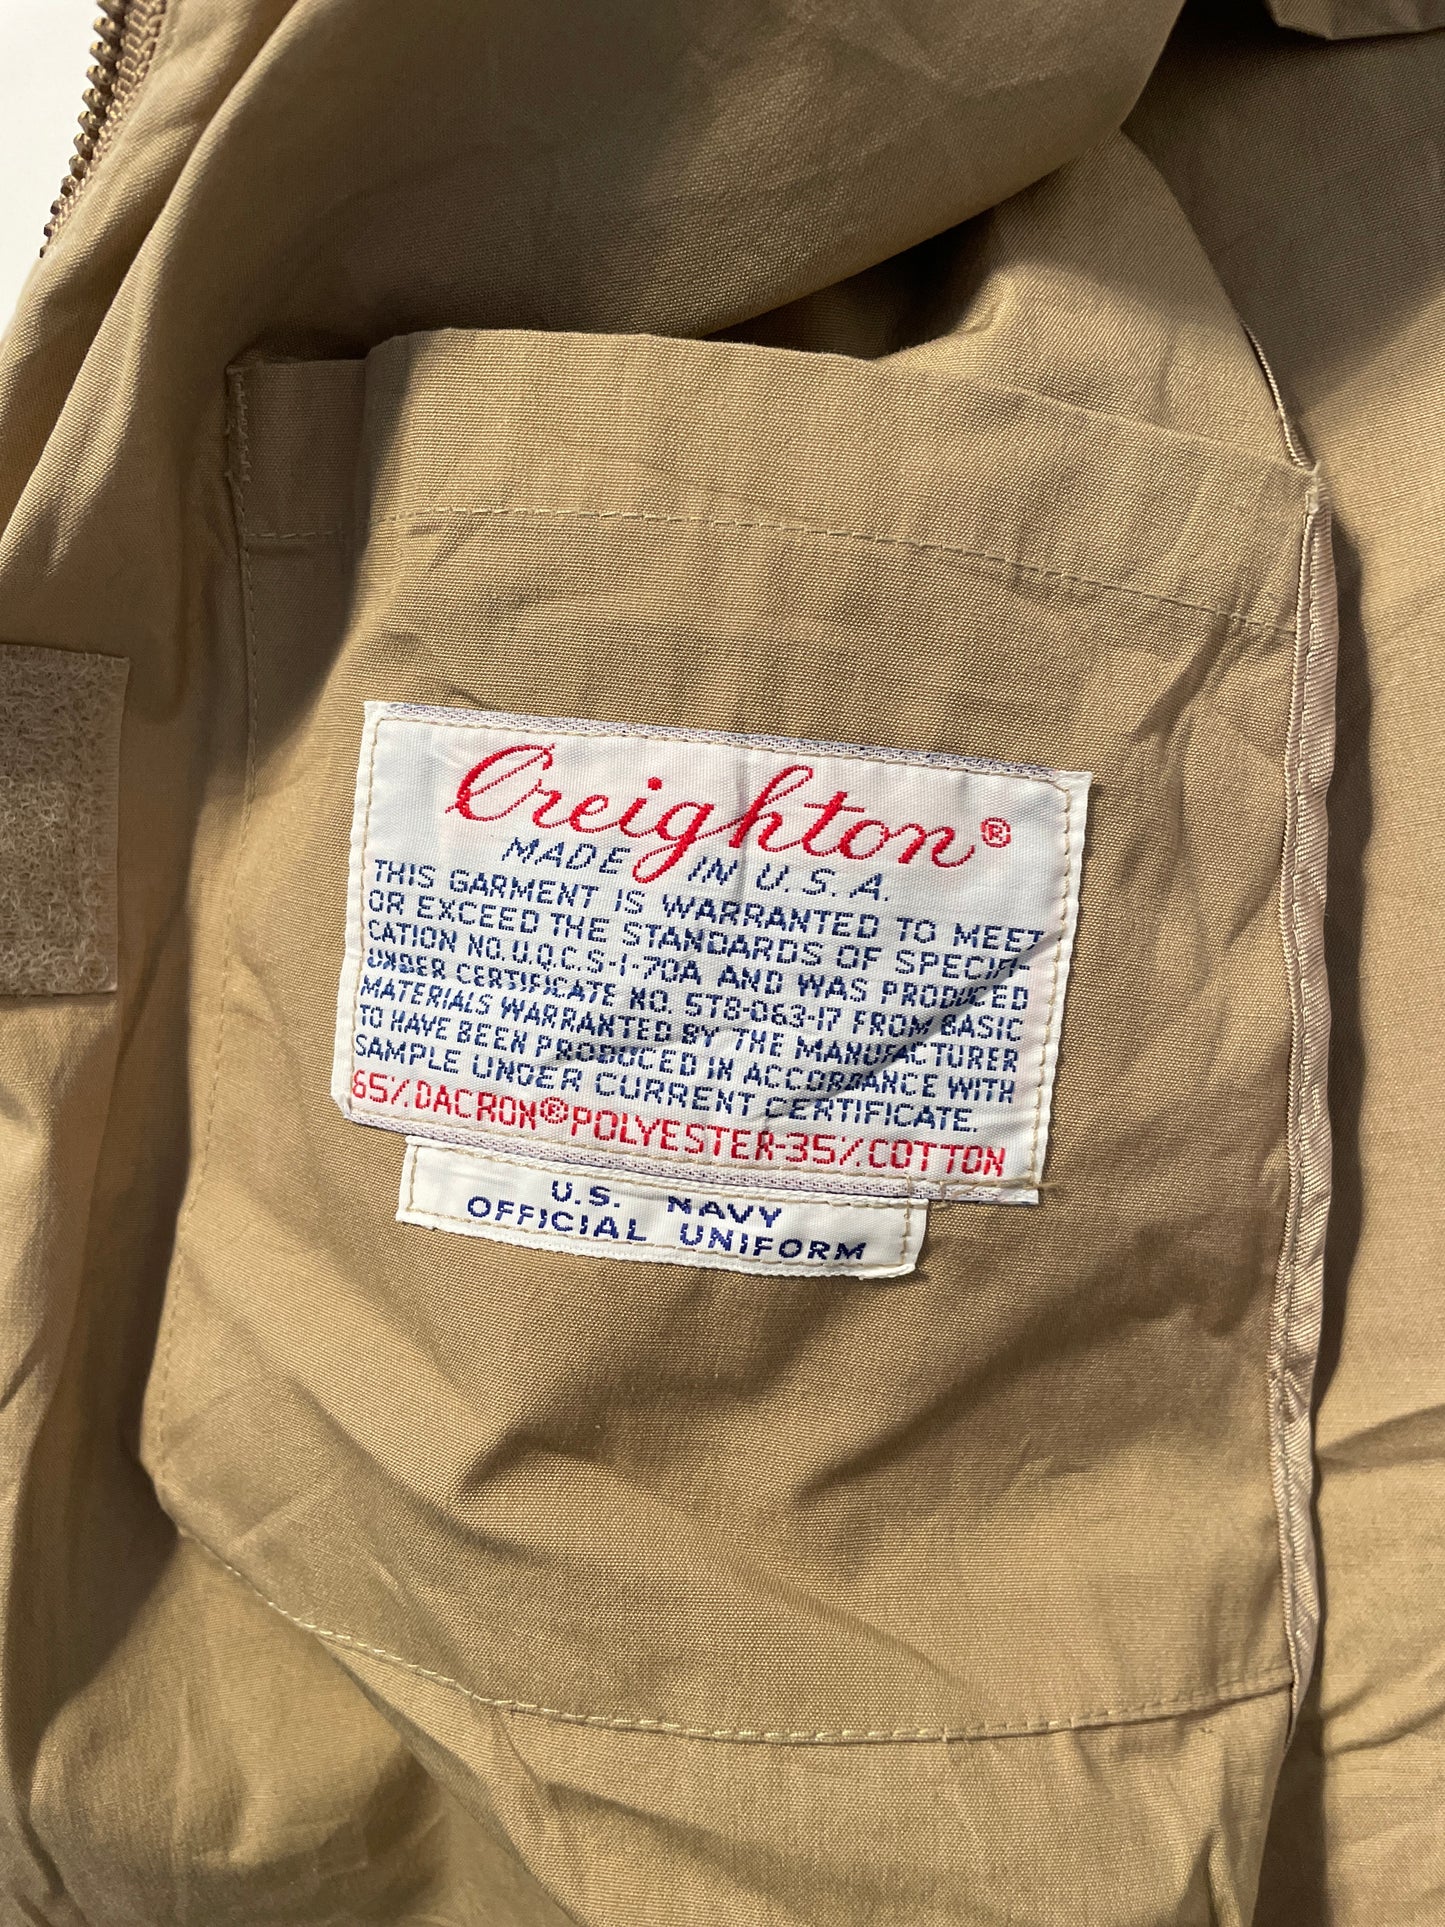 Creighton®
MADE IN U.S.A.
THIS GARMENT IS WARRANTED TO MEET
OR EXCEED THE STANDARDS OF SPECIFI-
CATION NO. U.Q.C.S-1-70A AND WAS PRODUCED
UNDER CERTIFICATE NO. ST8-063-17 FROM BASIC
MATERIALS WARRANTED BY THE MANUFACTURER
TO HAVE BEEN PRODUCED IN ACCORDANCE WITH
SAMPLE UNDER CURRENT CERTIFICATE.
65% DACRON® POLYESTER-35% COTTON
U.S. NAVY
OFFICIAL UNIFORM